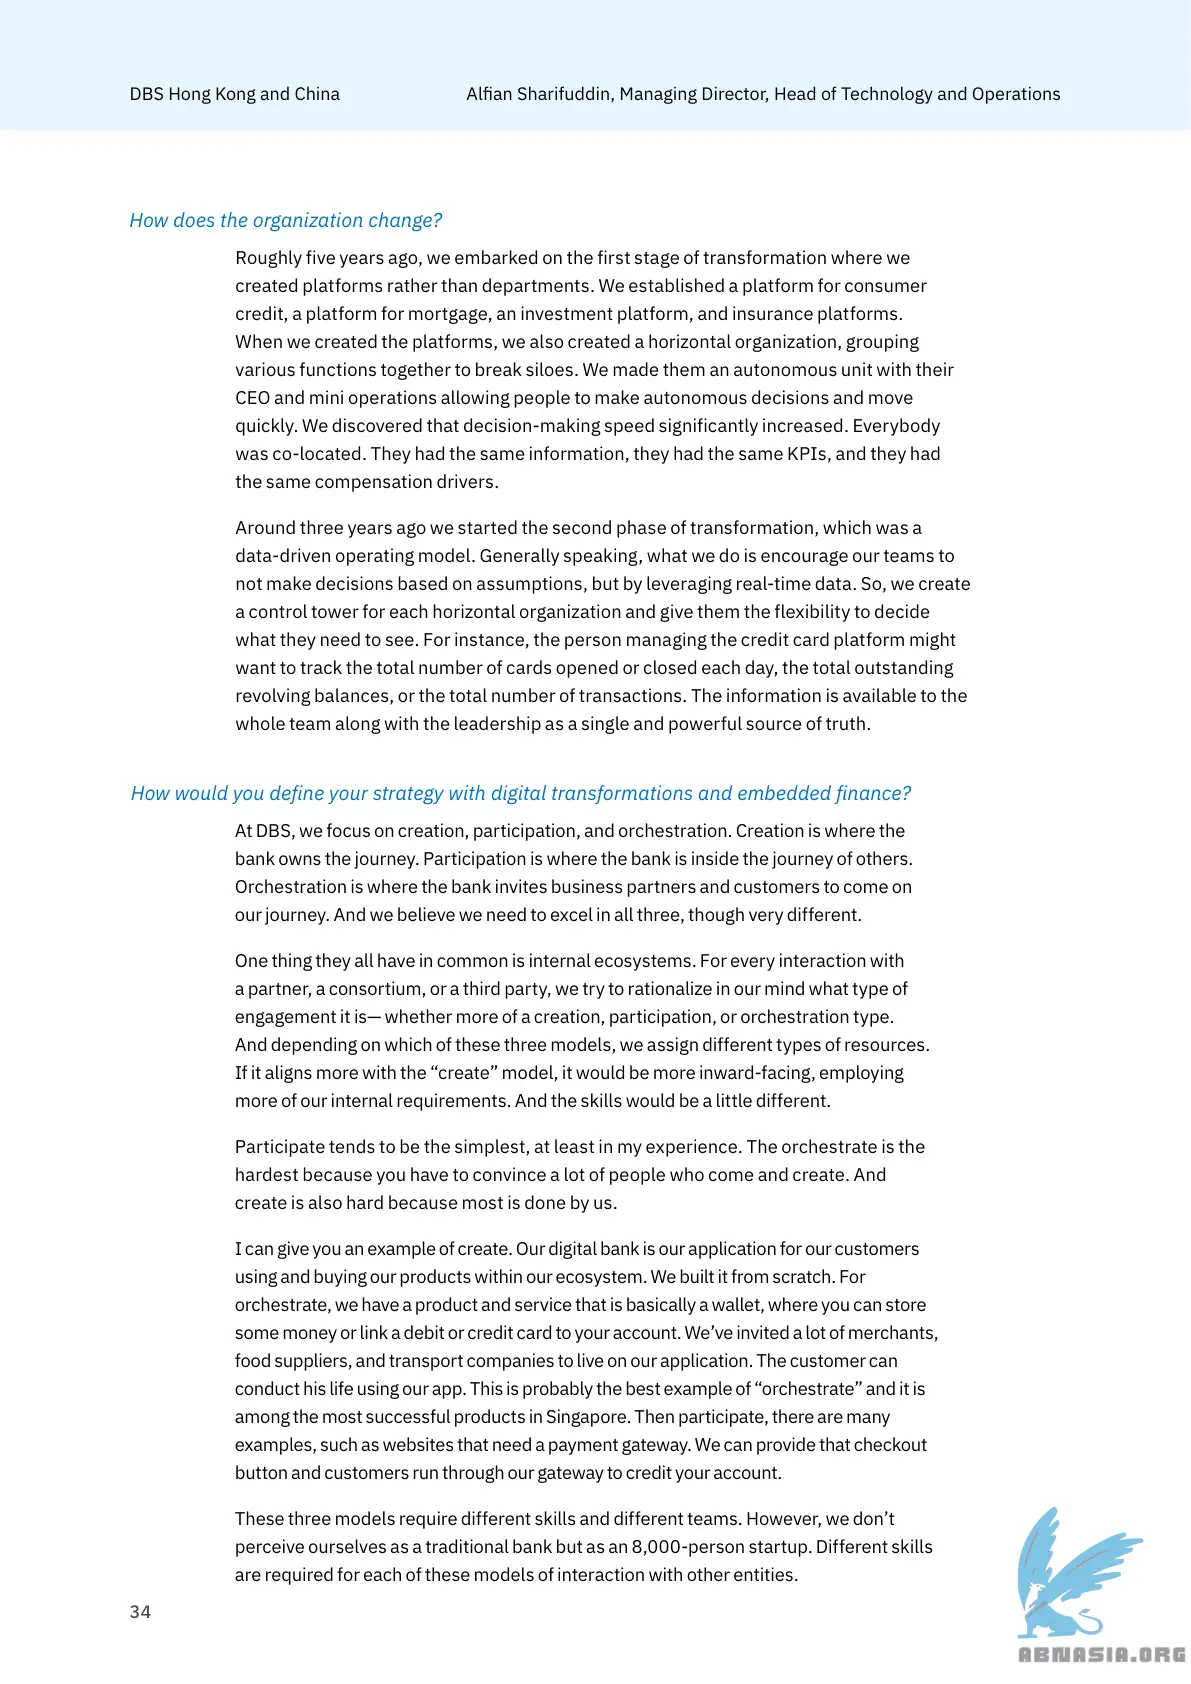 DBS Hong Kong and China
Alfian Sharifuddin, Managing Director, Head of Technology and Operations
How does the organization change?
Roughly five years ago, we embarked on the first stage of transformation where we
created platforms rather than departments. We established a platform for consumer
credit, a platform for mortgage, an investment platform, and insurance platforms.
When we created the platforms, we also created a horizontal organization, grouping
various functions together to break siloes. We made them an autonomous unit with their
CEO and mini operations allowing people to make autonomous decisions and move
quickly. We discovered that decision-making speed significantly increased. Everybody
was co-located. They had the same information, they had the same KPIs, and they had
the same compensation drivers.
Around three years ago we started the second phase of transformation, which was a
data-driven operating model. Generally speaking, what we do is encourage our teams to
not make decisions based on assumptions, but by leveraging real-time data. So, we create
a control tower for each horizontal organization and give them the flexibility to decide
what they need to see. For instance, the person managing the credit card platform might
want to track the total number of cards opened or closed each day, the total outstanding
revolving balances, or the total number of transactions. The information is available to the
whole team along with the leadership as a single and powerful source of truth.
How would you define your strategy with digital transformations and embedded finance?
At DBS, we focus on creation, participation, and orchestration. Creation is where the
bank owns the journey. Participation is where the bank is inside the journey of others.
Orchestration is where the bank invites business partners and customers to come on
our journey. And we believe we need to excel in all three, though very different.
One thing they all have in common is internal ecosystems. For every interaction with
a partner, a consortium, or a third party, we try to rationalize in our mind what type of
engagement it is— whether more of a creation, participation, or orchestration type.
And depending on which of these three models, we assign different types of resources.
If it aligns more with the “create” model, it would be more inward-facing, employing
more of our internal requirements. And the skills would be a little different.
Participate tends to be the simplest, at least in my experience. The orchestrate is the
hardest because you have to convince a lot of people who come and create. And
create is also hard because most is done by us.
I can give you an example of create. Our digital bank is our application for our customers
using and buying our products within our ecosystem. We built it from scratch. For
orchestrate, we have a product and service that is basically a wallet, where you can store
some money or link a debit or credit card to your account. We’ve invited a lot of merchants,
food suppliers, and transport companies to live on our application. The customer can
conduct his life using our app. This is probably the best example of “orchestrate” and it is
among the most successful products in Singapore. Then participate, there are many
examples, such as websites that need a payment gateway. We can provide that checkout
button and customers run through our gateway to credit your account.
These three models require different skills and different teams. However, we don’t
perceive ourselves as a traditional bank but as an 8,000-person startup. Different skills
are required for each of these models of interaction with other entities.
34
ABNASIA.ORG